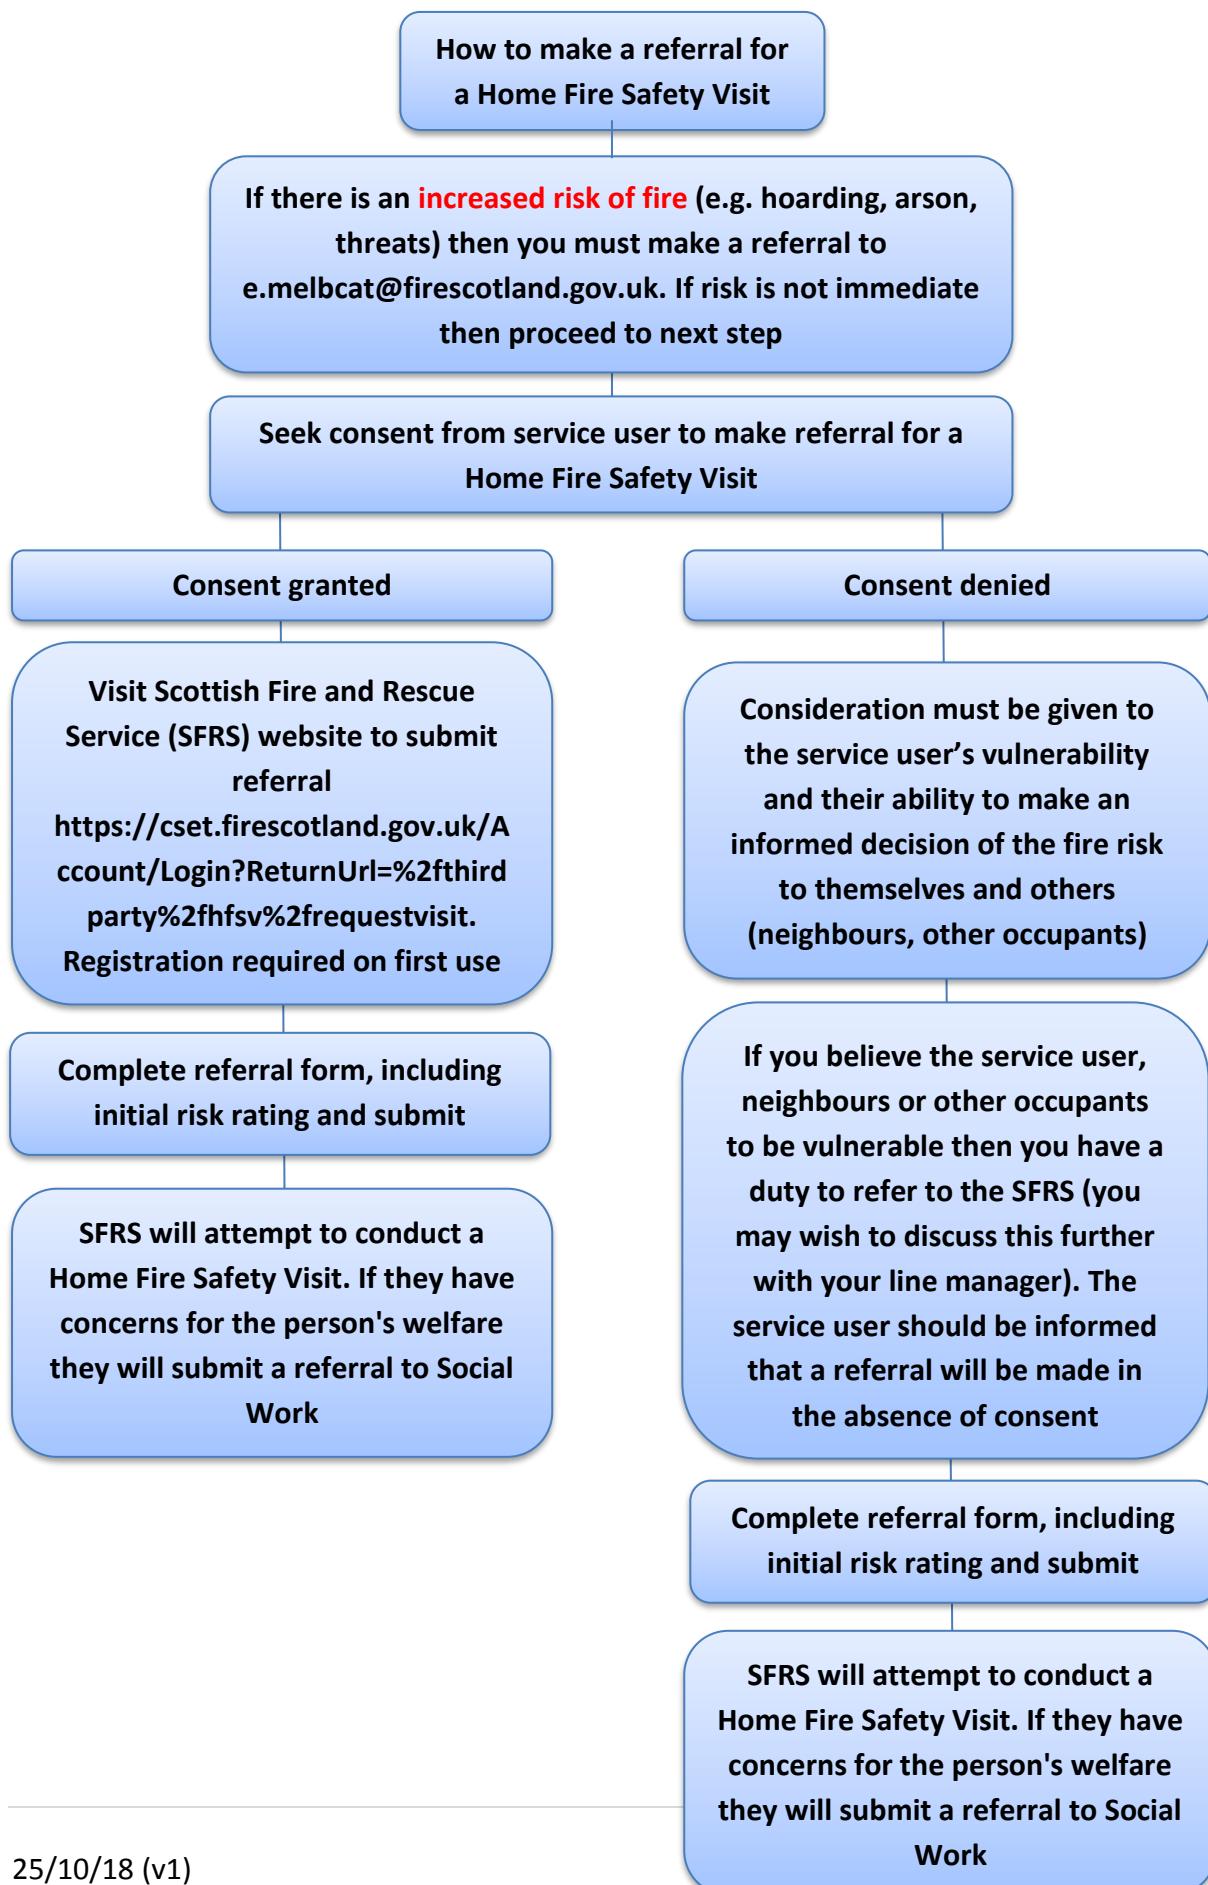 How to make a referral for
a Home Fire Safety Visit
If there is an increased risk of fire (e.g. hoarding, arson,
threats) then you must make a referral to
e.melbcat@firescotland.gov.uk. If risk is not immediate
then proceed to next step
Seek consent from service user to make referral for a
Home Fire Safety Visit
Consent granted
Visit Scottish Fire and Rescue
Service (SFRS) website to submit
referral
https://cset.firescotland.gov.uk/A
ccount/Login?ReturnUrl=%2fthird
party%2fhfsv%2frequestvisit.
Registration required on first use
Complete referral form, including
initial risk rating and submit
SFRS will attempt to conduct a
Home Fire Safety Visit. If they have
concerns for the person's welfare
they will submit a referral to Social
Work
Consent denied
Consideration must be given to
the service user’s vulnerability
and their ability to make an
informed decision of the fire risk
to themselves and others
(neighbours, other occupants)
If you believe the service user,
neighbours or other occupants
to be vulnerable then you have a
duty to refer to the SFRS (you
may wish to discuss this further
with your line manager). The
service user should be informed
that a referral will be made in
the absence of consent
Complete referral form, including
initial risk rating and submit
SFRS will attempt to conduct a
Home Fire Safety Visit. If they have
concerns for the person's welfare
they will submit a referral to Social
Work
25/10/18 (v1)